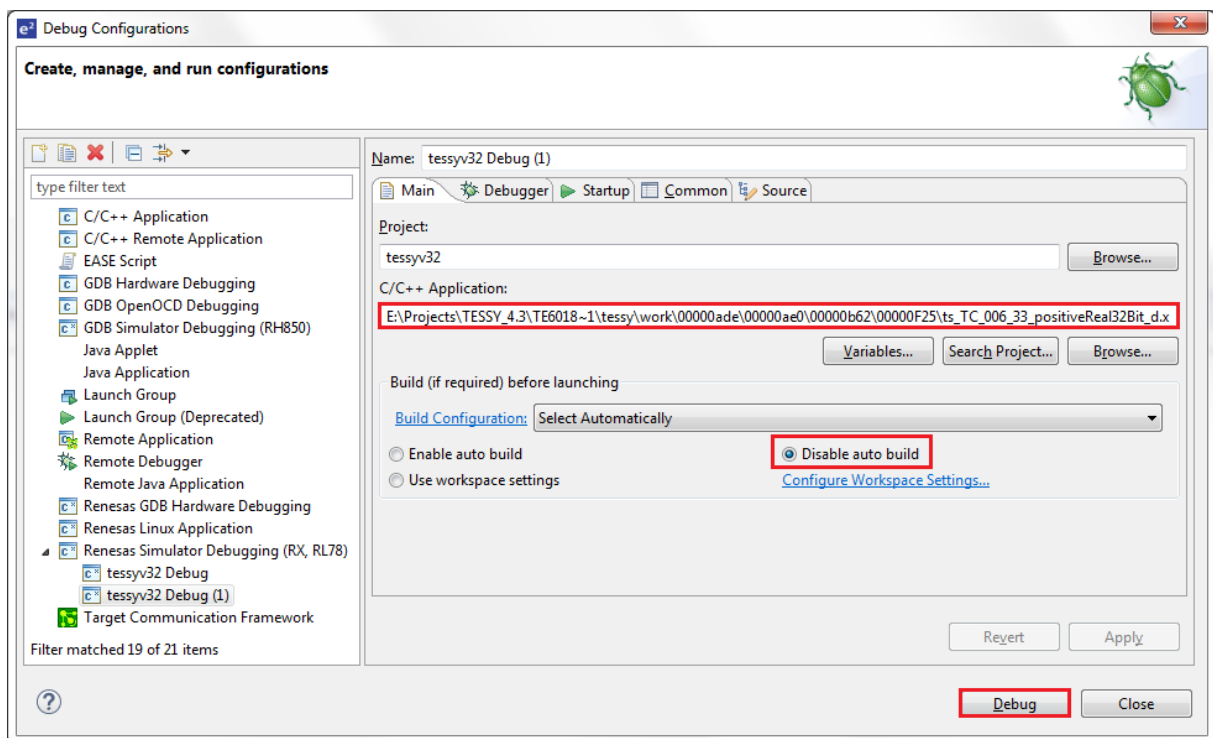 e² Debug Configurations
Create, manage, and run configurations
type filter text
C/C++ Application
C/C++ Remote Application
EASE Script
GDB Hardware Debugging
GDB OpenOCD Debugging
GDB Simulator Debugging (RH850)
Java Applet
Java Application
Launch Group
Launch Group (Deprecated)
Remote Application
Remote Debugger
Remote Java Application
Renesas GDB Hardware Debugging
Renesas Linux Application
Renesas Simulator Debugging (RX, RL78)
tessyv32 Debug
tessyv32 Debug (1)
Target Communication Framework
Filter matched 19 of 21 items
Name: tessyv32 Debug (1)
Main Debugger Startup Common Source
Project:
tessyv32 Browse...
C/C++ Application:
E:\Projects\TESSY_4.3\TE6018~1\tessy\work\00000ade\00000ae0\00000b62\00000F25\ts_TC_006_33_positiveReal32Bit_d.x
Variables... Search Project... Browse...
Build (if required) before launching
Build Configuration: Select Automatically
Enable auto build Disable auto build
Use workspace settings Configure Workspace Settings...
Revert Apply
? Debug Close